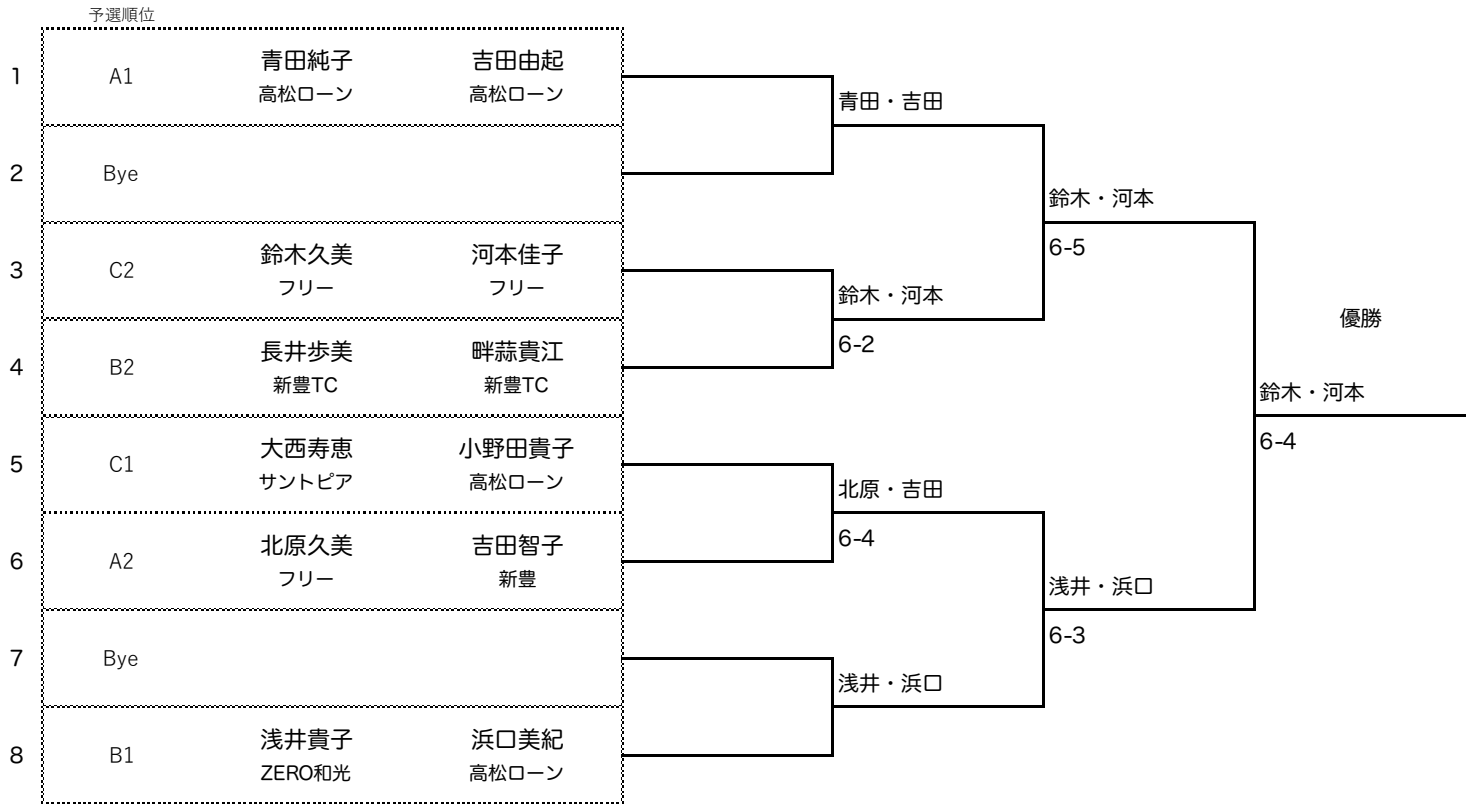 予選順位
1 A1 青田純子 吉田由起
高松ローン 高松ローン
青田・吉田
2 Bye
鈴木・河本
6-5
3 C2 鈴木久美 河本佳子
フリー フリー
鈴木・河本
6-2
優勝
4 B2 長井歩美 畔蒜貴江
新豊TC 新豊TC
鈴木・河本
6-4
5 C1 大西寿恵 小野田貴子
サントピア 高松ローン
北原・吉田
6-4
6 A2 北原久美 吉田智子
フリー 新豊
浅井・浜口
6-3
7 Bye
浅井・浜口
8 B1 浅井貴子 浜口美紀
ZERO和光 高松ローン